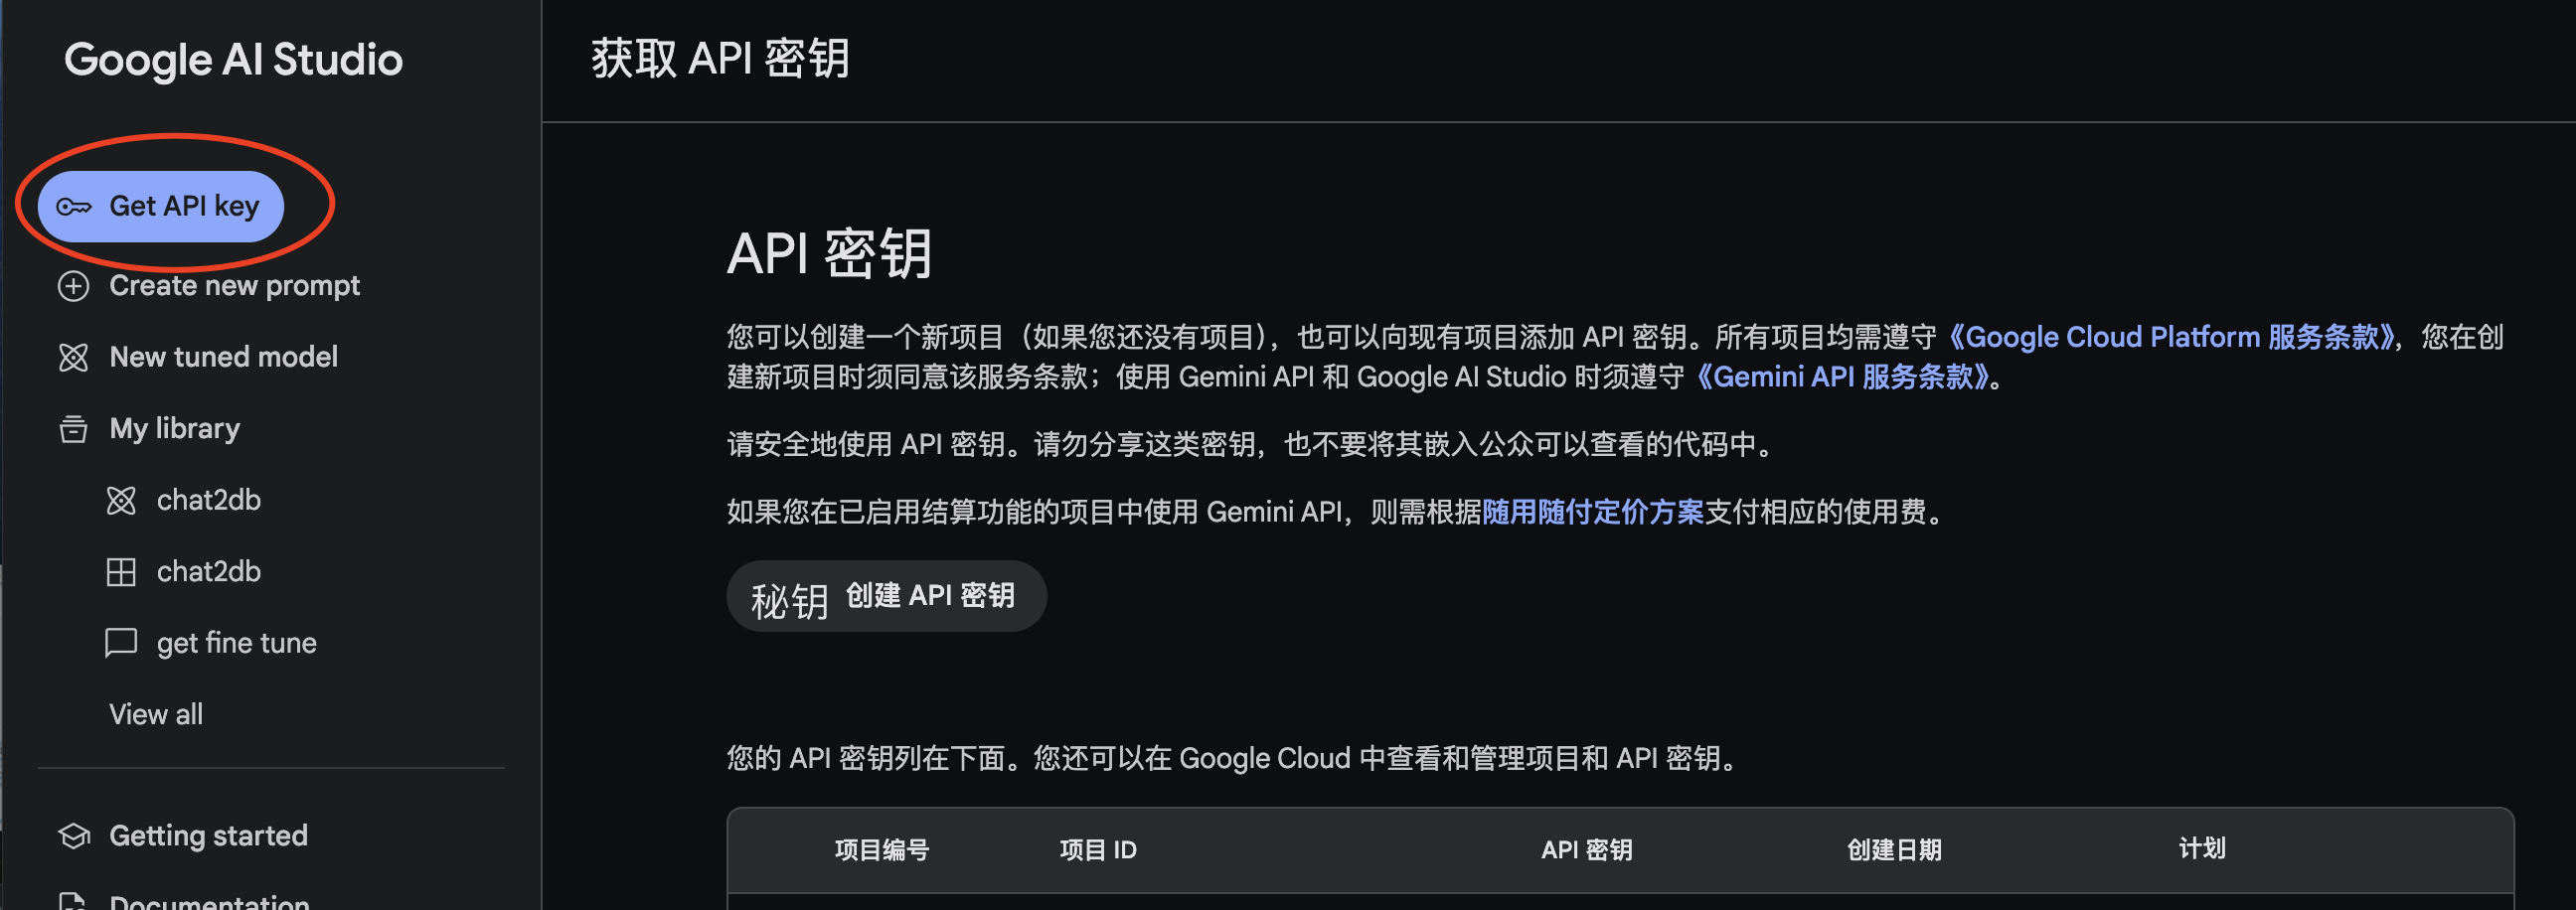 Google AI Studio
Get API key
Create new prompt
New tuned model
My library
chat2db
chat2db
get fine tune
View all
Getting started
Documentation
获取 API 密钥
API 密钥
您可以创建一个新项目（如果您还没有项目），也可以向现有项目添加 API 密钥。所有项目均需遵守《Google Cloud Platform 服务条款》，您在创
建新项目时须同意该服务条款；使用 Gemini API 和 Google AI Studio 时须遵守《Gemini API 服务条款》。
请安全地使用 API 密钥。请勿分享这类密钥，也不要将其嵌入公众可以查看的代码中。
如果您在已启用结算功能的项目中使用 Gemini API，则需根据随用随付定价方案支付相应的使用费。
秘钥 创建 API 密钥
您的 API 密钥列在下面。您还可以在 Google Cloud 中查看和管理项目和 API 密钥。
项目编号 项目 ID API 密钥 创建日期 计划